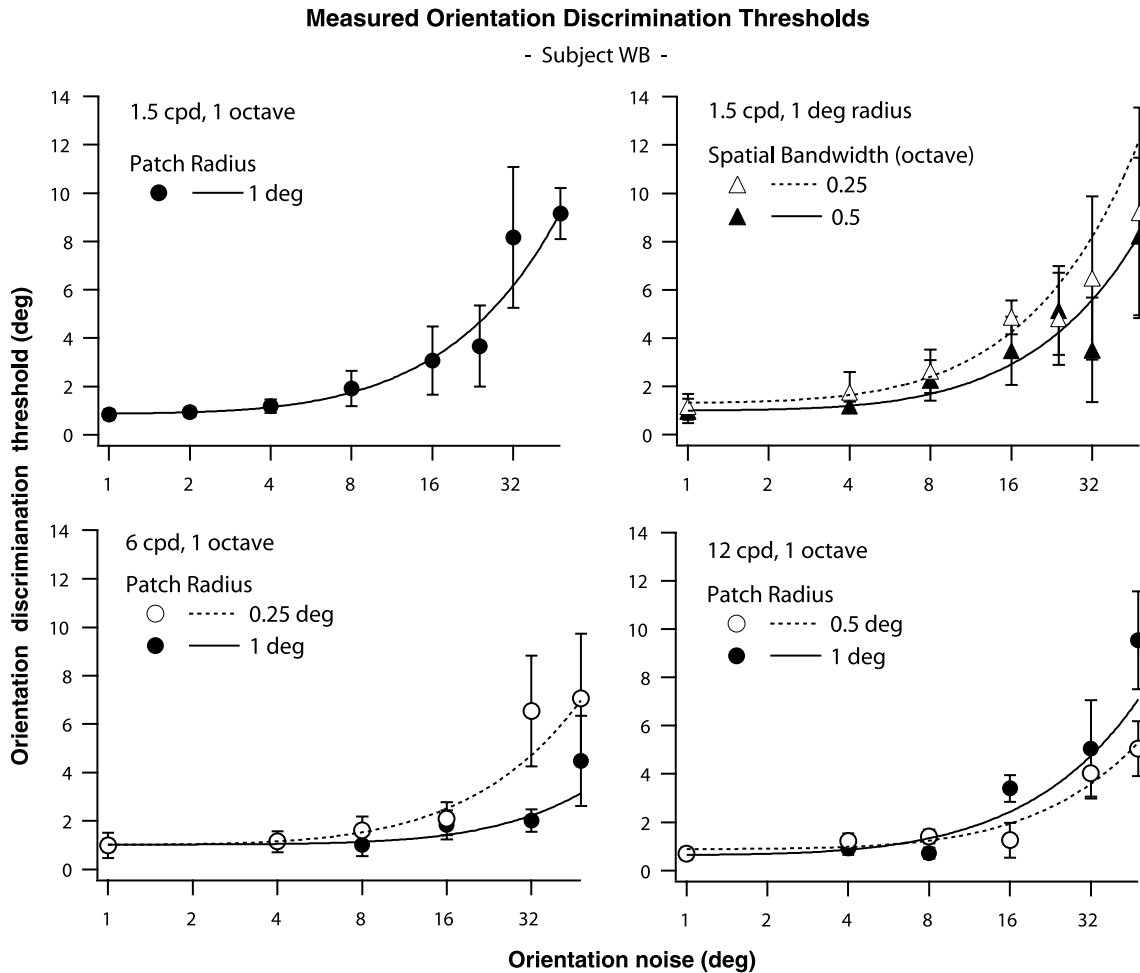 Measured Orientation Discrimination Thresholds
- Subject WB -
Orientation discrimianation threshold (deg)
14
12
10
8
6
4
2
0
1.5 cpd, 1 octave
Patch Radius
1 deg
1 2 4 8 16 32
14
12
10
8
6
4
2
0
1.5 cpd, 1 deg radius
Spatial Bandwidth (octave)
0.25
0.5
1 2 4 8 16 32
14
12
10
8
6
4
2
0
6 cpd, 1 octave
Patch Radius
0.25 deg
1 deg
1 2 4 8 16 32
14
12
10
8
6
4
2
0
12 cpd, 1 octave
Patch Radius
0.5 deg
1 deg
1 2 4 8 16 32
Orientation noise (deg)